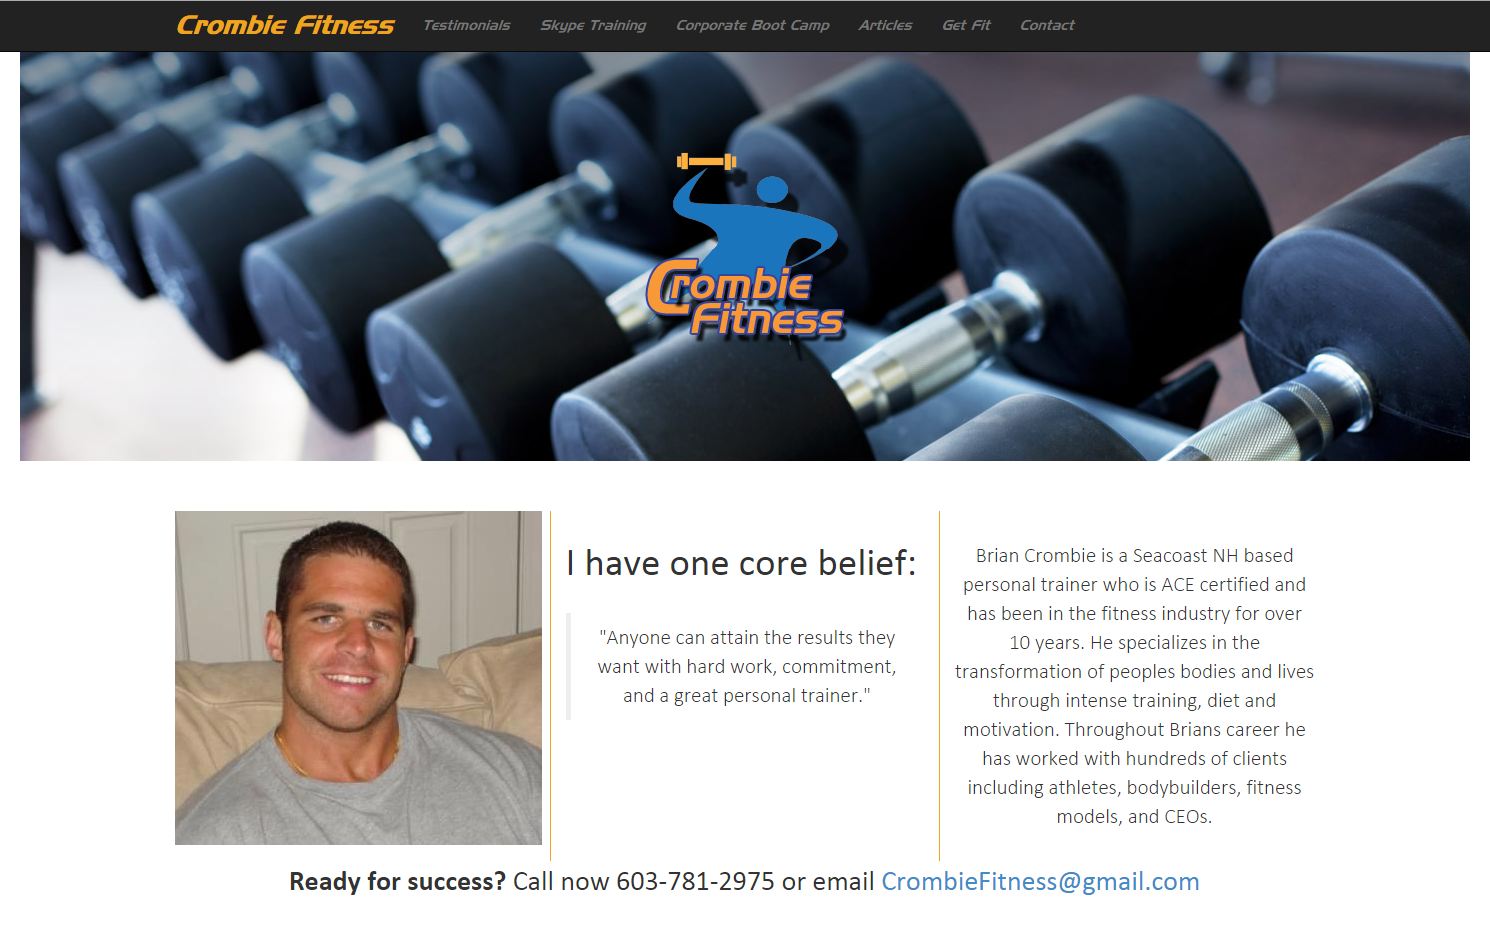 Crombie Fitness Testimonials Skype Training Corporate Boot Camp Articles Get Fit Contact
Crombie
Fitness
I have one core belief:
"Anyone can attain the results they
want with hard work, commitment,
and a great personal trainer."
Brian Crombie is a Seacoast NH based
personal trainer who is ACE certified and
has been in the fitness industry for over
10 years. He specializes in the
transformation of peoples bodies and lives
through intense training, diet and
motivation. Throughout Brians career he
has worked with hundreds of clients
including athletes, bodybuilders, fitness
models, and CEOs.
Ready for success? Call now 603-781-2975 or email CrombieFitness@gmail.com